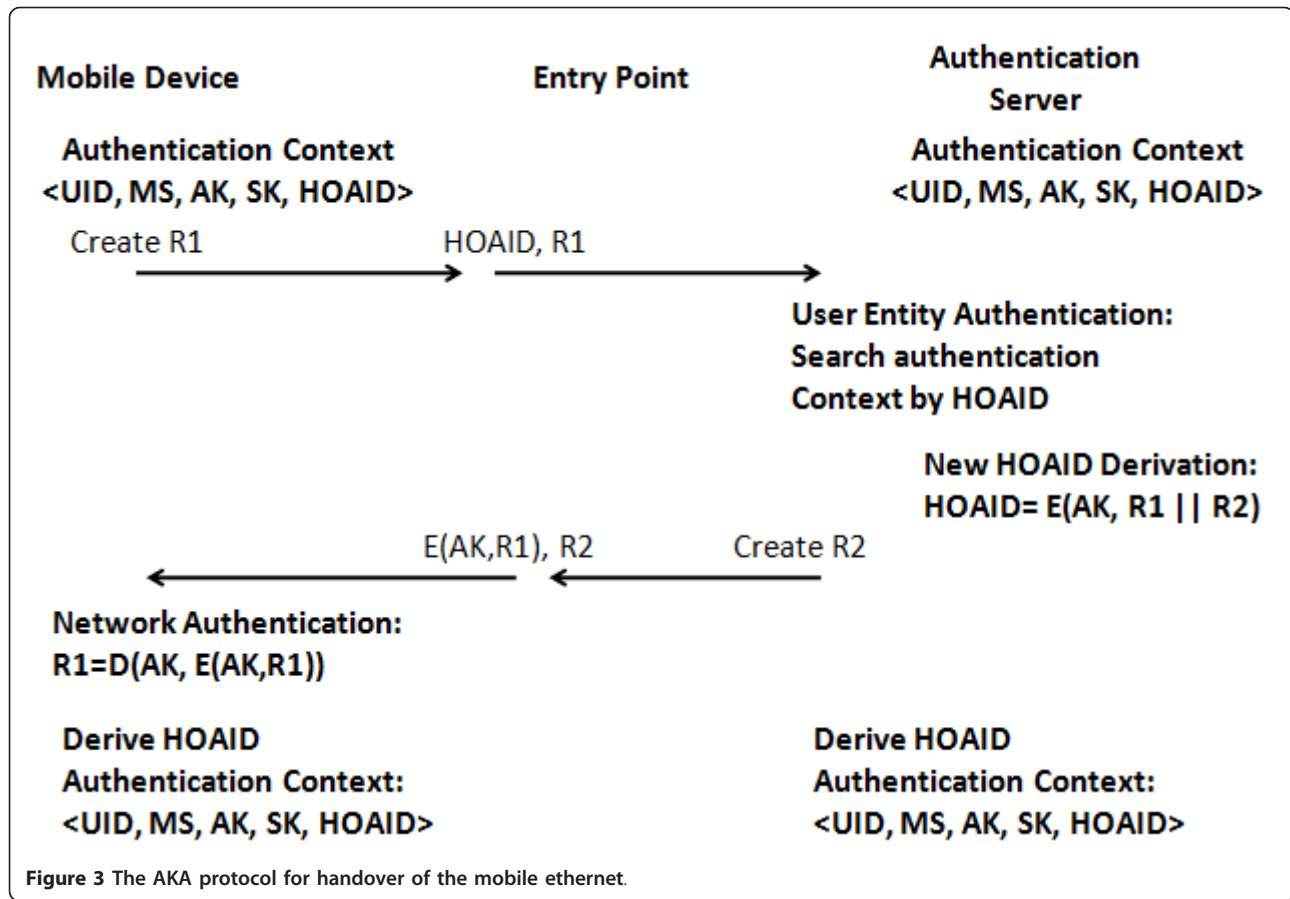 Mobile Device
Entry Point
Authentication
Server
Authentication Context
<UID, MS, AK, SK, HOAID>
Authentication Context
<UID, MS, AK, SK, HOAID>
Create R1
HOAID, R1
User Entity Authentication:
Search authentication
Context by HOAID
New HOAID Derivation:
HOAID= E(AK, R1 || R2)
E(AK,R1), R2
Create R2
Network Authentication:
R1=D(AK, E(AK,R1))
Derive HOAID
Authentication Context:
<UID, MS, AK, SK, HOAID>
Derive HOAID
Authentication Context:
<UID, MS, AK, SK, HOAID>
Figure 3 The AKA protocol for handover of the mobile ethernet.